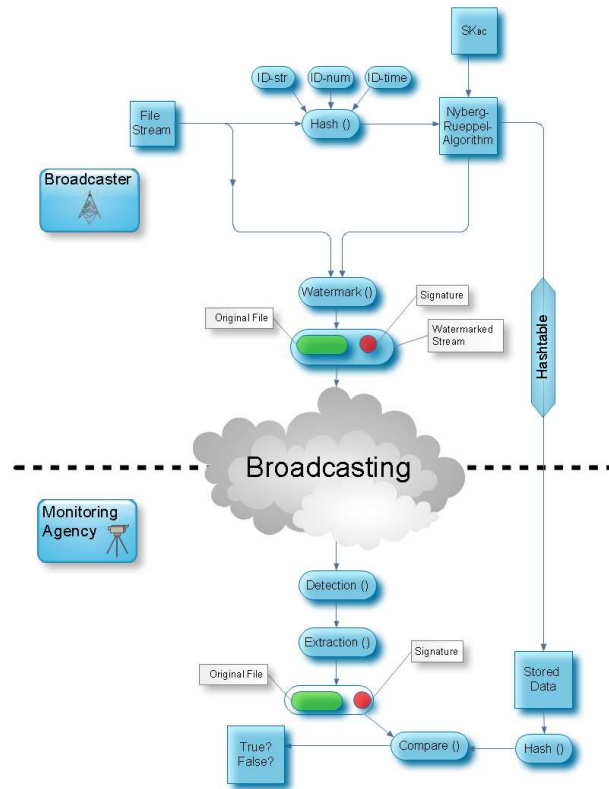 SKBC
ID-str
ID-num
ID-time
File
Stream
Hash ()
Nyberg-
Rueppel-
Algorithm
Broadcaster
Watermark ()
Signature
Original File
Watermarked
Stream
Hashtable
Broadcasting
Monitoring
Agency
Detection ()
Extraction ()
Signature
Original File
Stored
Data
True?
False?
Compare ()
Hash ()